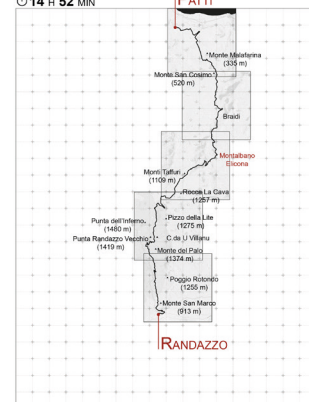 14 H 52 MIN
PATTI
Monte Malafarina
(335 m)
Monte San Cosimo
(520 m)
Braidi
Montalbano
Elicona
Monti Taffuri
(1109 m)
Rocca La Cava
(1257 m)
Punta dell'Inferno
(1480 m)
Pizzo della Lite
(1275 m)
Punta Randazzo Vecchio
(1419 m)
C.da U Villanu
Monte del Palo
(1374 m)
Poggio Rotondo
(1255 m)
Monte San Marco
(913 m)
RANDAZZO